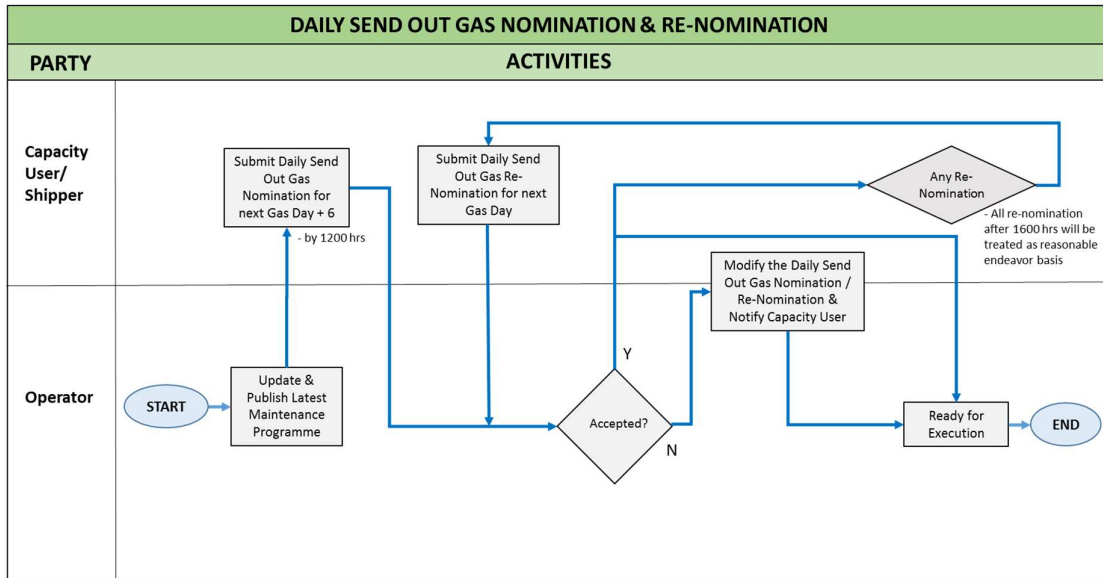 DAILY SEND OUT GAS NOMINATION & RE-NOMINATION
PARTY
ACTIVITIES
Capacity
User/
Shipper
Submit Daily Send
Out Gas
Nomination for
next Gas Day + 6
- by 1200 hrs
Submit Daily Send
Out Gas Re-
Nomination for next
Gas Day
Any Re-
Nomination
- All re-nomination
after 1600 hrs will be
treated as reasonable
endeavor basis
Modify the Daily Send
Out Gas Nomination /
Re-Nomination &
Notify Capacity User
Operator
START
Update &
Publish Latest
Maintenance
Programme
Accepted?
Y
N
Ready for
Execution
END